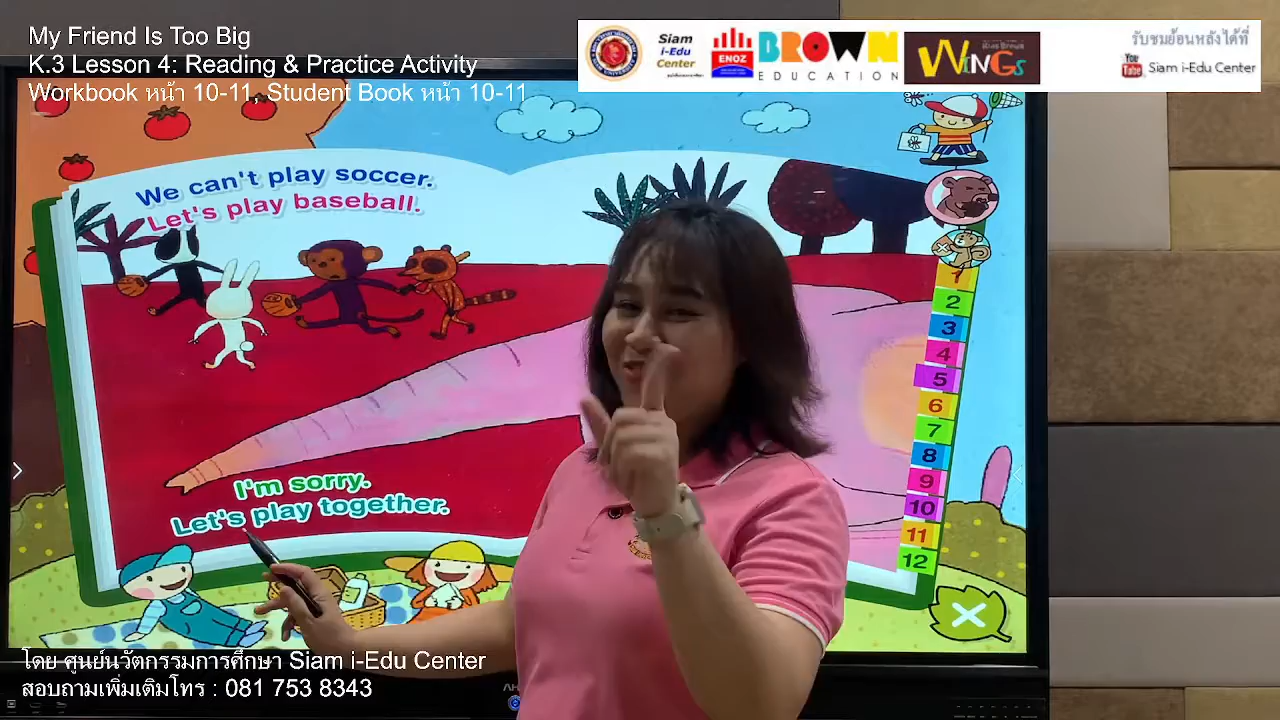 My Friend Is Too Big
K.3 Lesson 4: Reading & Practice Activity
Workbook หน้า 10-11, Student Book หน้า 10-11
Siam
i-Edu
Center
ENOZ
BROWN
EDUCATION
WiNGS
รับชมย้อนหลังได้ที่
You
Tube
Siam i-Edu Center
We can't play soccer.
Let's play baseball.
I'm sorry.
Let's play together.
1
2
3
4
5
6
7
8
9
10
11
12
โดย ศูนย์นวัตกรรมการศึกษา Siam i-Edu Center
สอบถามเพิ่มเติมโทร : 081 753 8343